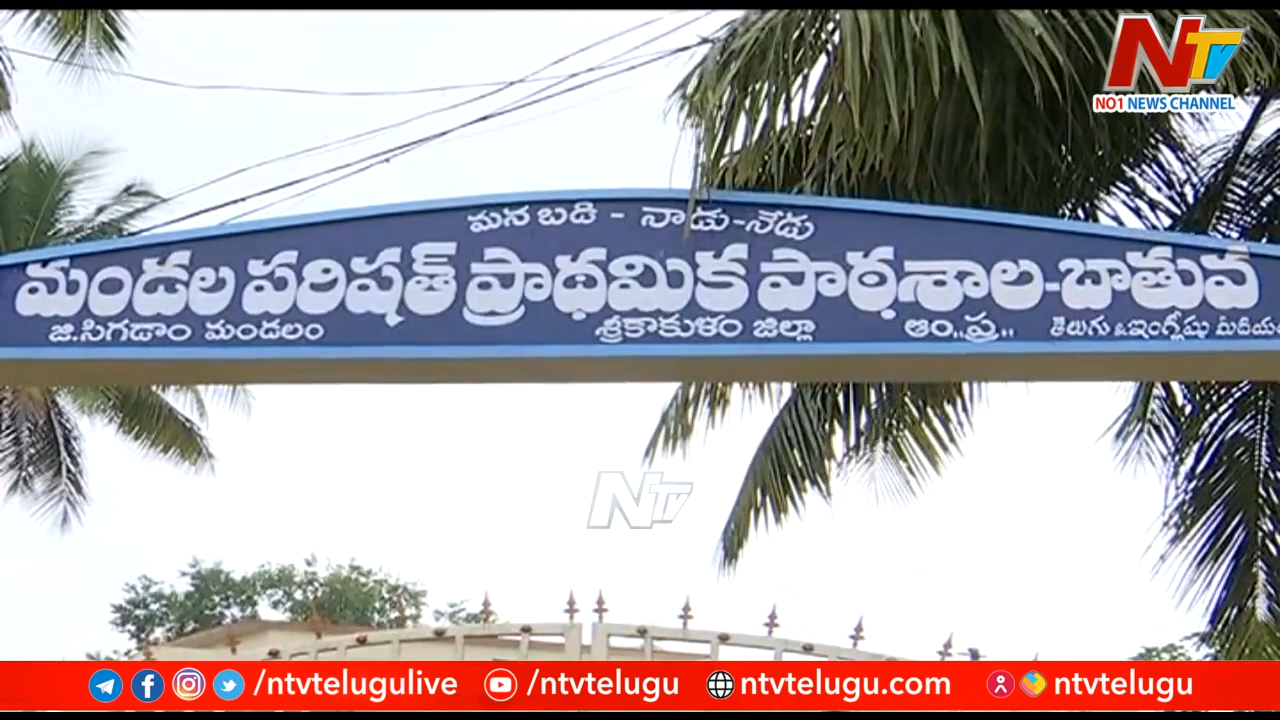 NTV
NO1 NEWS CHANNEL
మన బడి - నాడు-నేడు
మండల పరిషత్ ప్రాథమిక పాఠశాల-బాతువ
జి.సిగడాం మండలం శ్రీకాకుళం జిల్లా ఆం,,ప్ర,, తెలుగు & ఇంగ్లీషు మీడియం
NTV
/ntvtelugulive /ntvtelugu ntvtelugu.com ntvtelugu